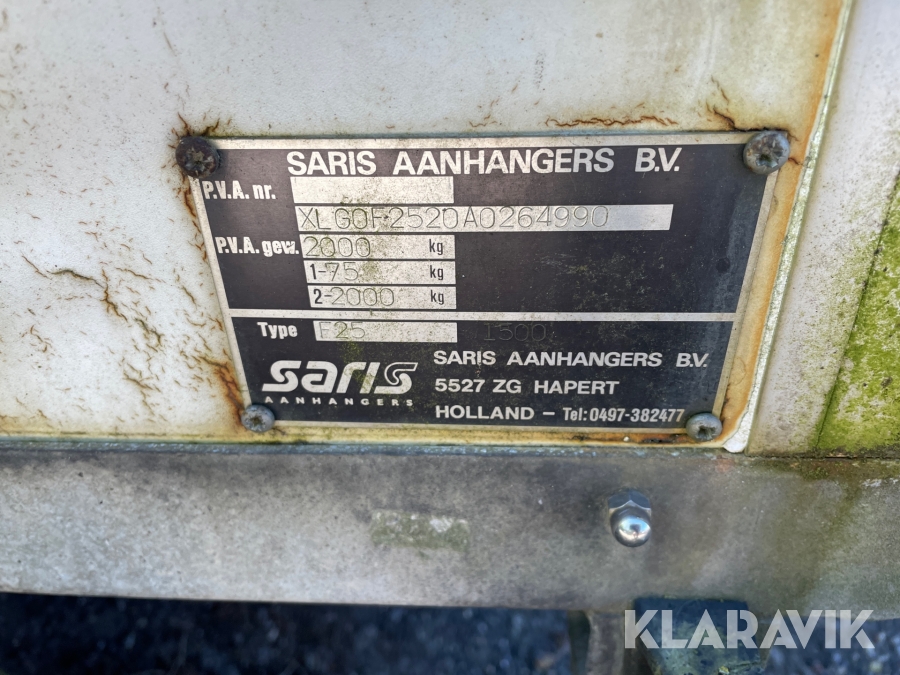 SARIS AANHANGERS B.V.
P.V.A. nr.
XLG0F2520A0264990
P.V.A. gew. 2000 kg
1-75 kg
2-2000 kg
Type F25 1500
saris
AANHANGERS
SARIS AANHANGERS B.V.
5527 ZG HAPERT
HOLLAND – Tel: 0497-382477
KLARAVIK